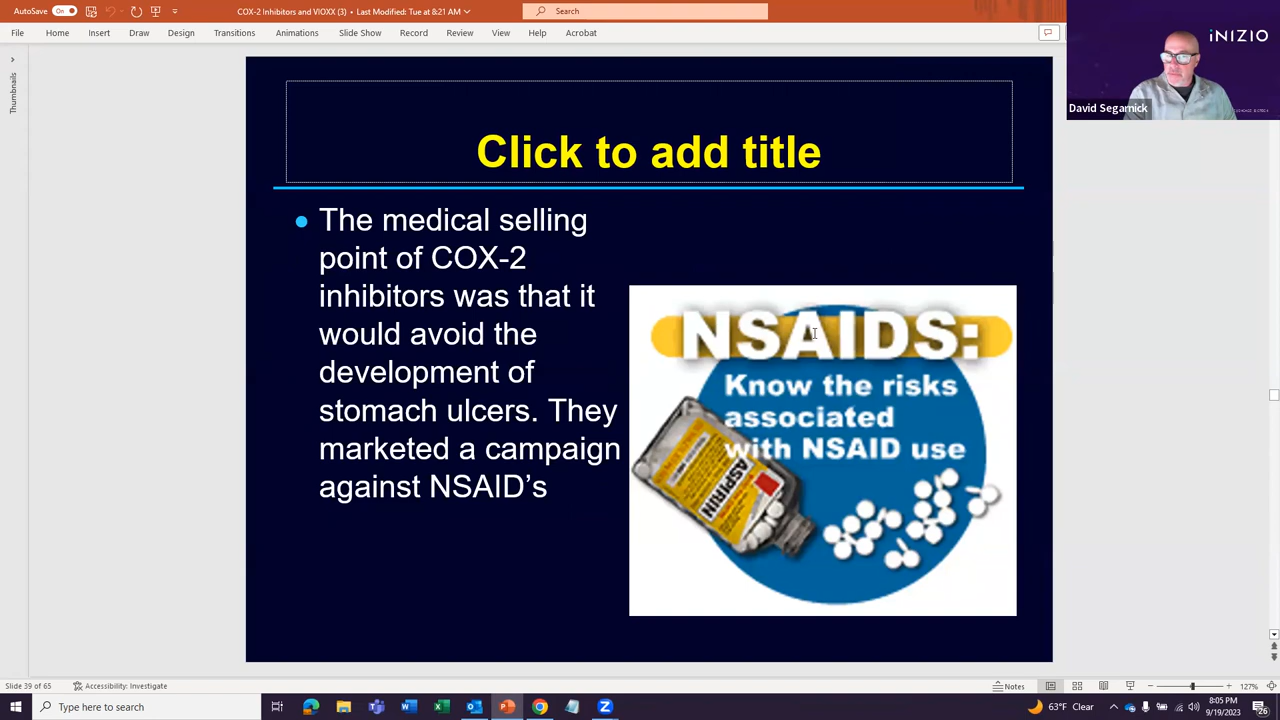 AutoSave On COX-2 Inhibitors and VIOXX (3) • Last Modified: Tue at 8:21 AM Search
File Home Insert Draw Design Transitions Animations Slide Show Record Review View Help Acrobat
iNIZIO
David Segarnick
Thumbnails
Click to add title
• The medical selling
point of COX-2
inhibitors was that it
would avoid the
development of
stomach ulcers. They
marketed a campaign
against NSAID’s
NSAIDS:
Know the risks
associated
with NSAID use
ASPIRIN
Slide 39 of 65 Accessibility: Investigate Notes 127%
Type here to search 63°F Clear 8:05 PM
9/19/2023 26